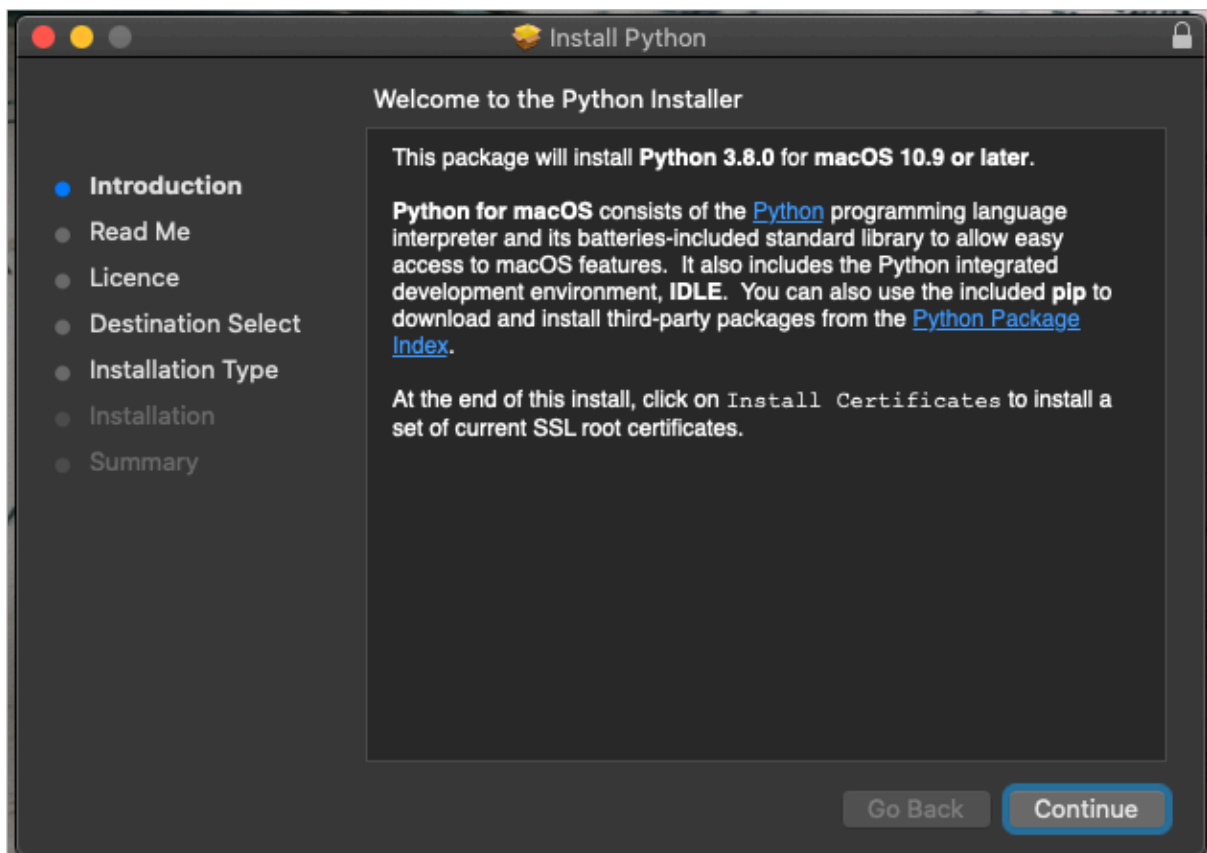 Install Python
Welcome to the Python Installer
Introduction
Read Me
Licence
Destination Select
Installation Type
Installation
Summary
This package will install Python 3.8.0 for macOS 10.9 or later.
Python for macOS consists of the Python programming language
interpreter and its batteries-included standard library to allow easy
access to macOS features.  It also includes the Python integrated
development environment, IDLE.  You can also use the included pip to
download and install third-party packages from the Python Package
Index.
At the end of this install, click on Install Certificates to install a
set of current SSL root certificates.
Go Back
Continue